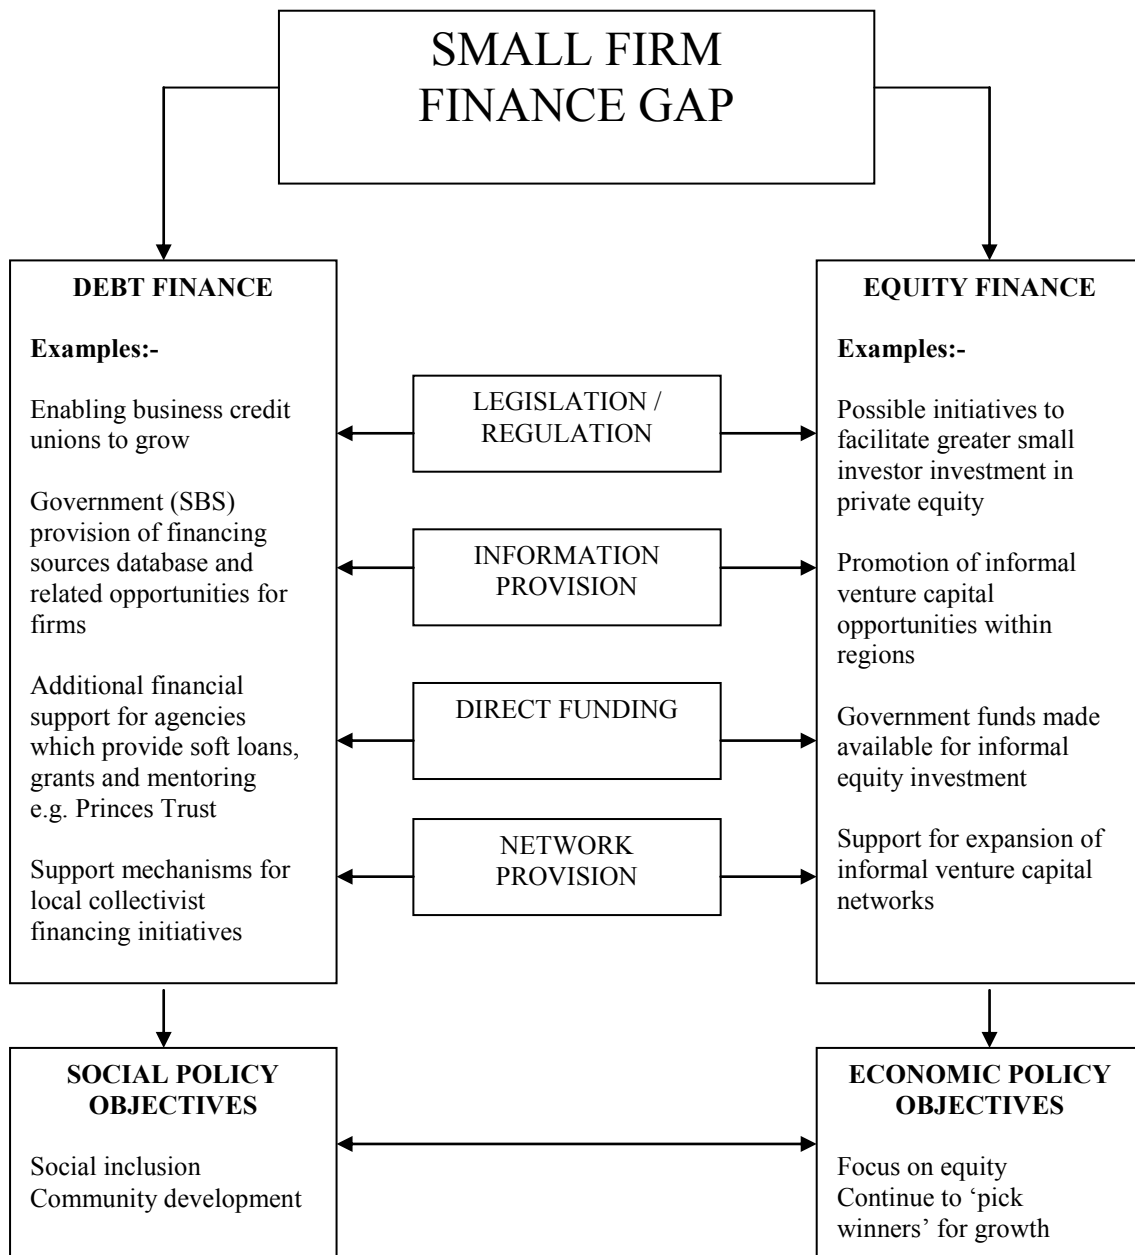 SMALL FIRM
FINANCE GAP
DEBT FINANCE
Examples:-
Enabling business credit
unions to grow
Government (SBS)
provision of financing
sources database and
related opportunities for
firms
Additional financial
support for agencies
which provide soft loans,
grants and mentoring
e.g. Princes Trust
Support mechanisms for
local collectivist
financing initiatives
LEGISLATION /
REGULATION
INFORMATION
PROVISION
DIRECT FUNDING
NETWORK
PROVISION
EQUITY FINANCE
Examples:-
Possible initiatives to
facilitate greater small
investor investment in
private equity
Promotion of informal
venture capital
opportunities within
regions
Government funds made
available for informal
equity investment
Support for expansion of
informal venture capital
networks
SOCIAL POLICY
OBJECTIVES
Social inclusion
Community development
ECONOMIC POLICY
OBJECTIVES
Focus on equity
Continue to ‘pick
winners’ for growth